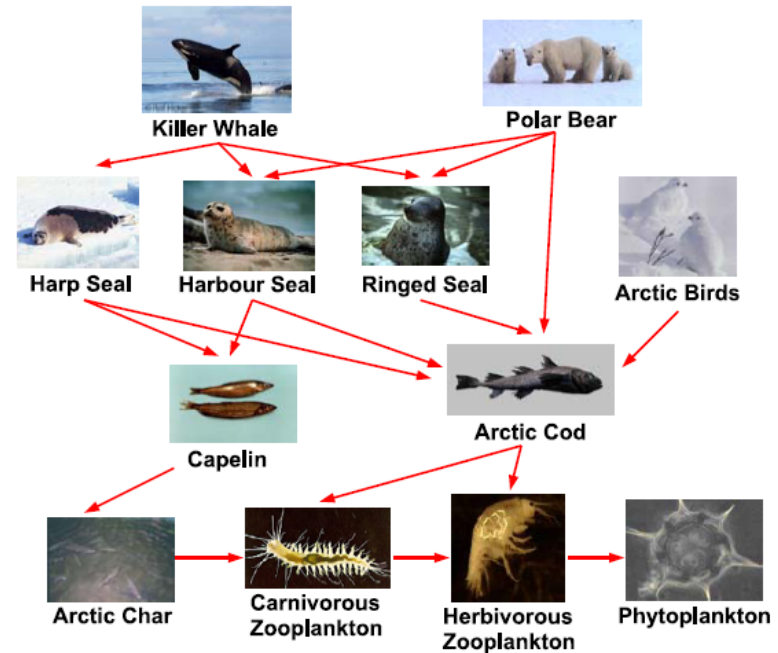 Killer Whale
Polar Bear
Harp Seal
Harbour Seal
Ringed Seal
Arctic Birds
Capelin
Arctic Cod
Arctic Char
Carnivorous
Zooplankton
Herbivorous
Zooplankton
Phytoplankton